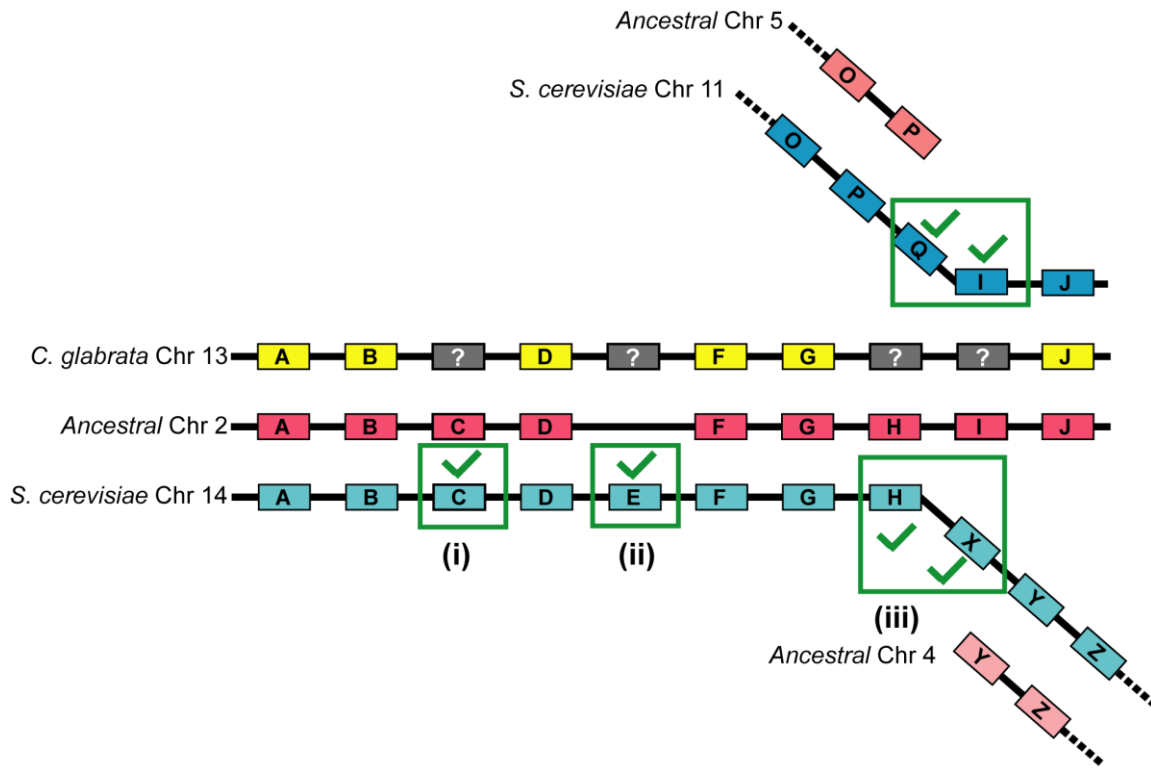 Ancestral Chr 5
O
P
S. cerevisiae Chr 11
O
P
Q
I
J
C. glabrata Chr 13
A B ? D ? F G ? ? J
Ancestral Chr 2
A B C D F G H I J
S. cerevisiae Chr 14
A B C D E F G H
X
Y
Z
(i) (ii)
(iii)
Ancestral Chr 4
Y
Z